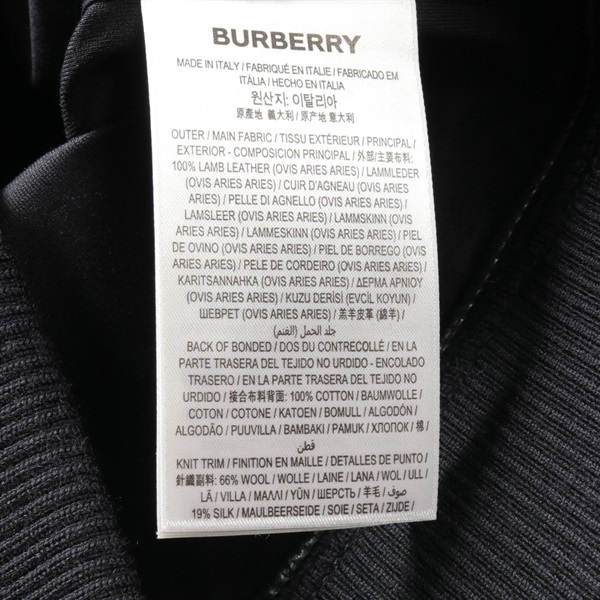 BURBERRY
MADE IN ITALY / FABRIQUÉ EN ITALIE / FABRICADO EM
ITÁLIA / HECHO EN ITALIA
원산지: 이탈리아
原產地 義大利 / 原产地 意大利
OUTER / MAIN FABRIC / TISSU EXTÉRIEUR / PRINCIPAL /
EXTERIOR - COMPOSICION PRINCIPAL / 外部/主要布料:
100% LAMB LEATHER (OVIS ARIES ARIES) / LAMMLEDER
(OVIS ARIES ARIES) / CUIR D'AGNEAU (OVIS ARIES
ARIES) / PELLE DI AGNELLO (OVIS ARIES ARIES) /
LAMSLEER (OVIS ARIES ARIES) / LAMMSKINN (OVIS
ARIES ARIES) / LAMMESKINN (OVIS ARIES ARIES) / PIEL
DE OVINO (OVIS ARIES ARIES) / PIEL DE BORREGO (OVIS
ARIES ARIES) / PELE DE CORDEIRO (OVIS ARIES ARIES) /
KARITSANNAHKA (OVIS ARIES ARIES) / ΔΕΡΜΑ ΑΡΝΙΟΥ
(OVIS ARIES ARIES) / KUZU DERİSİ (EVCİL KOYUN) /
ШЕВРЕТ (OVIS ARIES ARIES) / 羔羊皮革 (綿羊) /
جلد الحمل (الغنم)
BACK OF BONDED / DOS DU CONTRECOLLÉ / EN LA
PARTE TRASERA DEL TEJIDO NO URDIDO - ENCOLADO
TRASERO / EN LA PARTE TRASERA DEL TEJIDO NO
URDIDO / 接合布料背面: 100% COTTON / BAUMWOLLE /
COTON / COTONE / KATOEN / BOMULL / ALGODÓN /
ALGODÃO / PUUVILLA / ΒΑΜΒΑΚΙ / PAMUK / ХЛОПОК / 棉 /
قطن
KNIT TRIM / FINITION EN MAILLE / DETALLES DE PUNTO /
針織副料: 66% WOOL / WOLLE / LAINE / LANA / WOL / ULL /
LÃ / VILLA / ΜΑΛΛΙ / YÜN / ШЕРСТЬ / 羊毛 / صوف /
19% SILK / MAULBEERSEIDE / SOIE / SETA / ZIJDE /